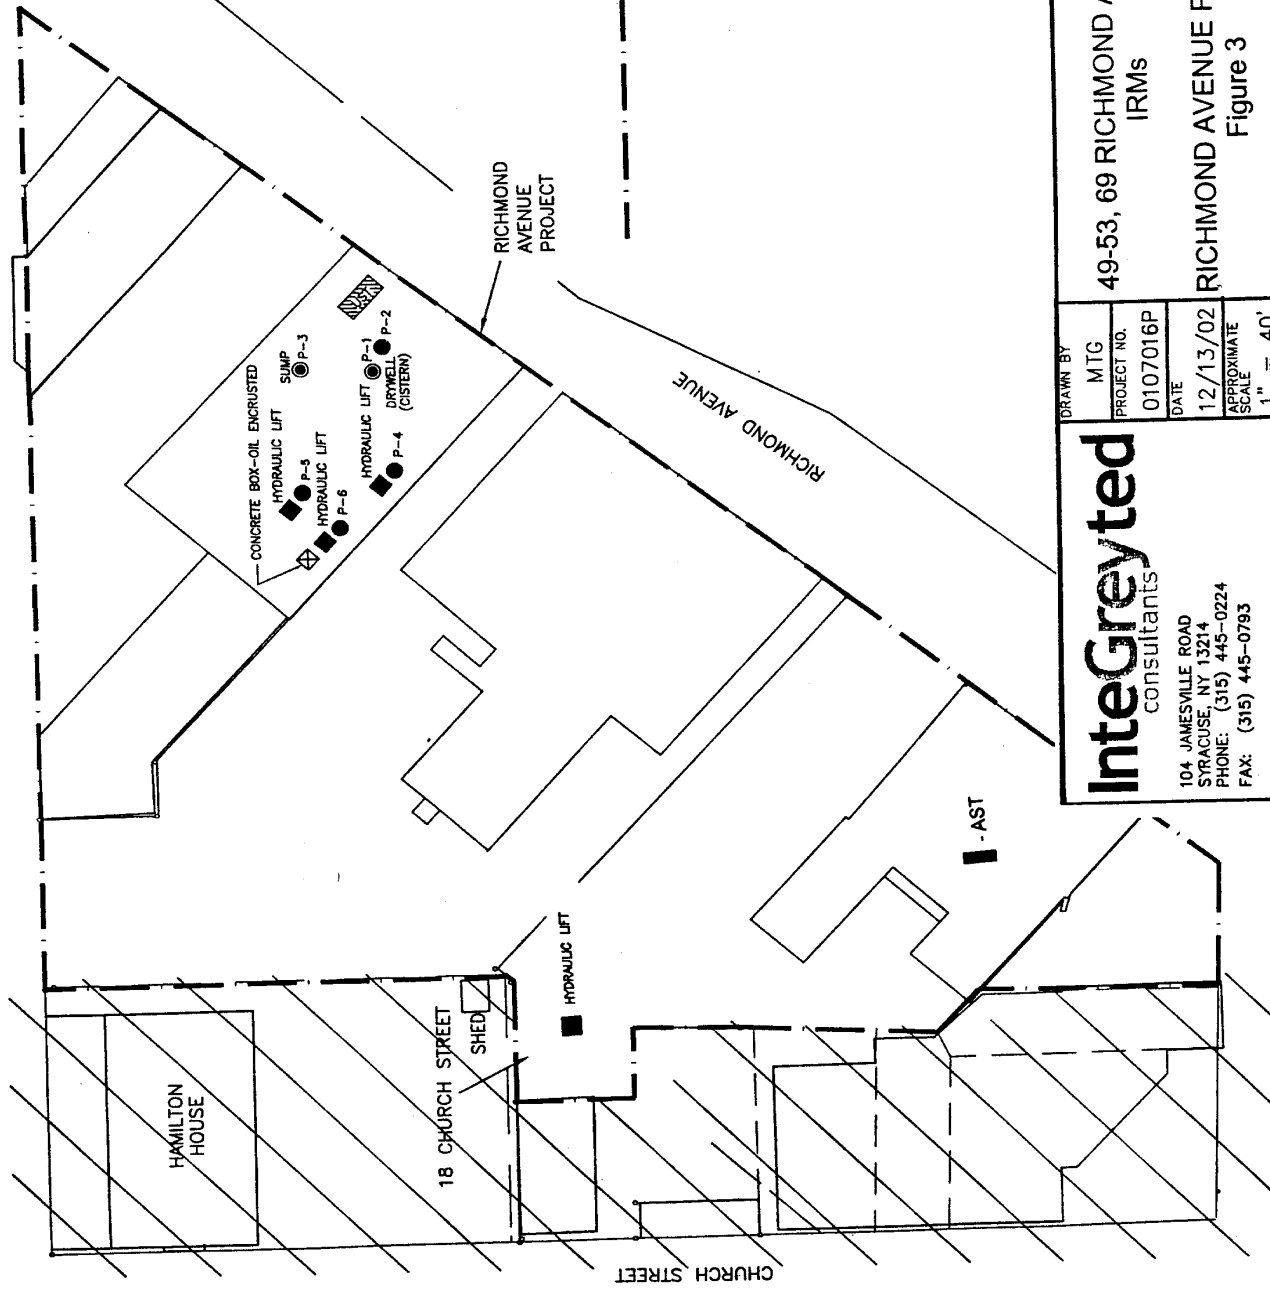 CONCRETE BOX-OIL ENCRUSTED
HYDRAULIC LIFT
P-5
HYDRAULIC LIFT
P-6
SUMP
P-3
HYDRAULIC LIFT
P-4
P-1
DRYWELL
(CISTERN)
P-2
UST
RICHMOND
AVENUE
PROJECT
RICHMOND AVENUE
HAMILTON
HOUSE
18 CHURCH STREET
SHED
HYDRAULIC LIFT
- AST
CHURCH STREET
InteGreyted
consultants
104 JAMESVILLE ROAD
SYRACUSE, NY 13214
PHONE: (315) 445-0224
FAX: (315) 445-0793
DRAWN BY
MTG
PROJECT NO.
0107016P
DATE
12/13/02
APPROXIMATE
SCALE
1" = 40'
49-53, 69 RICHMOND
IRMs
RICHMOND AVENUE
Figure 3